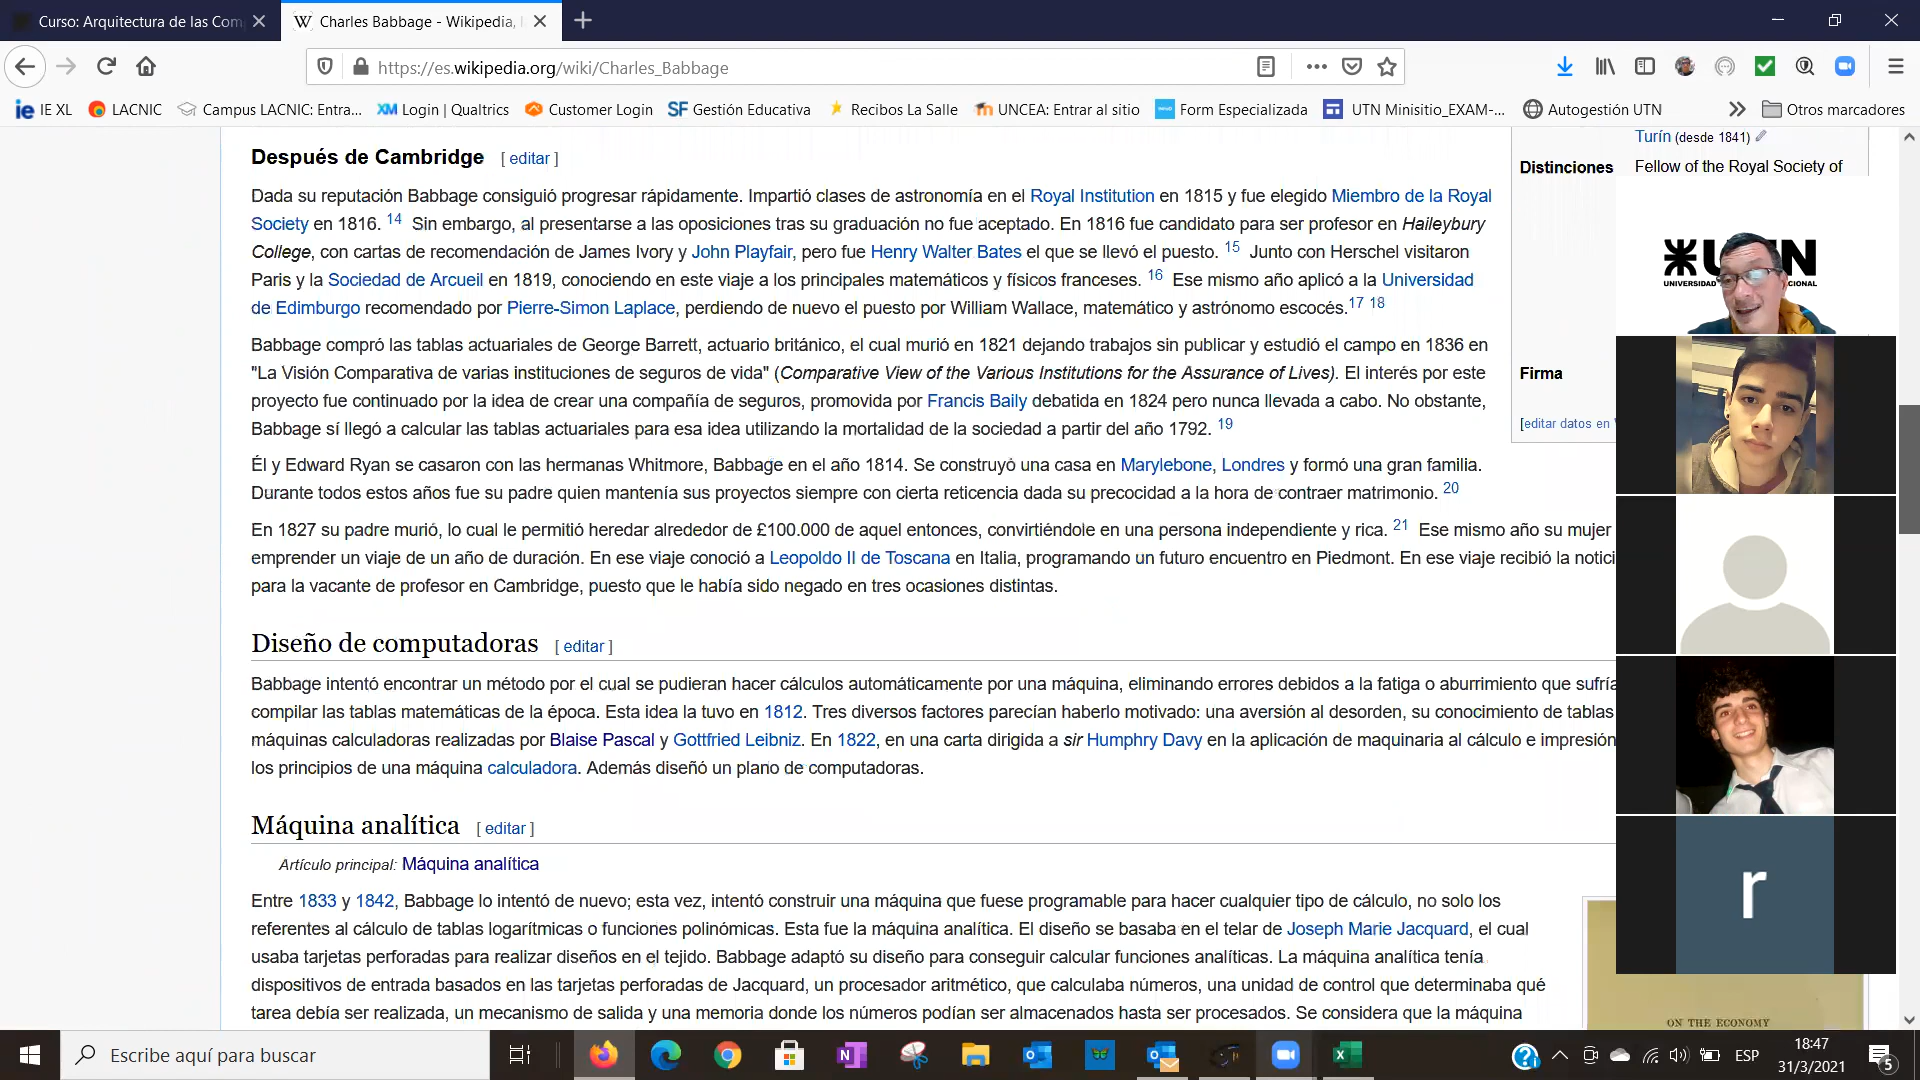 Curso: Arquitectura de las Com
Charles Babbage - Wikipedia, l
https://es.wikipedia.org/wiki/Charles_Babbage
IE XL LACNIC Campus LACNIC: Entra... Login | Qualtrics Customer Login Gestión Educativa Recibos La Salle UNCEA: Entrar al sitio Form Especializada UTN Minisitio_EXAM-... Autogestión UTN Otros marcadores
Después de Cambridge [ editar ]
Dada su reputación Babbage consiguió progresar rápidamente. Impartió clases de astronomía en el Royal Institution en 1815 y fue elegido Miembro de la Royal
Society en 1816. 14 Sin embargo, al presentarse a las oposiciones tras su graduación no fue aceptado. En 1816 fue candidato para ser profesor en Haileybury
College, con cartas de recomendación de James Ivory y John Playfair, pero fue Henry Walter Bates el que se llevó el puesto. 15 Junto con Herschel visitaron
Paris y la Sociedad de Arcueil en 1819, conociendo en este viaje a los principales matemáticos y físicos franceses. 16 Ese mismo año aplicó a la Universidad
de Edimburgo recomendado por Pierre-Simon Laplace, perdiendo de nuevo el puesto por William Wallace, matemático y astrónomo escocés.17 18
Babbage compró las tablas actuariales de George Barrett, actuario británico, el cual murió en 1821 dejando trabajos sin publicar y estudió el campo en 1836 en
"La Visión Comparativa de varias instituciones de seguros de vida" (Comparative View of the Various Institutions for the Assurance of Lives). El interés por este
proyecto fue continuado por la idea de crear una compañía de seguros, promovida por Francis Baily debatida en 1824 pero nunca llevada a cabo. No obstante,
Babbage sí llegó a calcular las tablas actuariales para esa idea utilizando la mortalidad de la sociedad a partir del año 1792. 19
Él y Edward Ryan se casaron con las hermanas Whitmore, Babbage en el año 1814. Se construyó una casa en Marylebone, Londres y formó una gran familia.
Durante todos estos años fue su padre quien mantenía sus proyectos siempre con cierta reticencia dada su precocidad a la hora de contraer matrimonio. 20
En 1827 su padre murió, lo cual le permitió heredar alrededor de £100.000 de aquel entonces, convirtiéndole en una persona independiente y rica. 21 Ese mismo año su mujer
emprender un viaje de un año de duración. En ese viaje conoció a Leopoldo II de Toscana en Italia, programando un futuro encuentro en Piedmont. En ese viaje recibió la notici
para la vacante de profesor en Cambridge, puesto que le había sido negado en tres ocasiones distintas.
Diseño de computadoras [ editar ]
Babbage intentó encontrar un método por el cual se pudieran hacer cálculos automáticamente por una máquina, eliminando errores debidos a la fatiga o aburrimiento que sufría
compilar las tablas matemáticas de la época. Esta idea la tuvo en 1812. Tres diversos factores parecían haberlo motivado: una aversión al desorden, su conocimiento de tablas
máquinas calculadoras realizadas por Blaise Pascal y Gottfried Leibniz. En 1822, en una carta dirigida a sir Humphry Davy en la aplicación de maquinaria al cálculo e impresión
los principios de una máquina calculadora. Además diseñó un plano de computadoras.
Máquina analítica [ editar ]
Artículo principal: Máquina analítica
Entre 1833 y 1842, Babbage lo intentó de nuevo; esta vez, intentó construir una máquina que fuese programable para hacer cualquier tipo de cálculo, no solo los
referentes al cálculo de tablas logarítmicas o funciones polinómicas. Esta fue la máquina analítica. El diseño se basaba en el telar de Joseph Marie Jacquard, el cual
usaba tarjetas perforadas para realizar diseños en el tejido. Babbage adaptó su diseño para conseguir calcular funciones analíticas. La máquina analítica tenía
dispositivos de entrada basados en las tarjetas perforadas de Jacquard, un procesador aritmético, que calculaba números, una unidad de control que determinaba qué
tarea debía ser realizada, un mecanismo de salida y una memoria donde los números podían ser almacenados hasta ser procesados. Se considera que la máquina
Turín (desde 1841)
Distinciones Fellow of the Royal Society of
Firma
[editar datos en
r
ON THE ECONOMY
Escribe aquí para buscar
ESP
18:47
31/3/2021
5